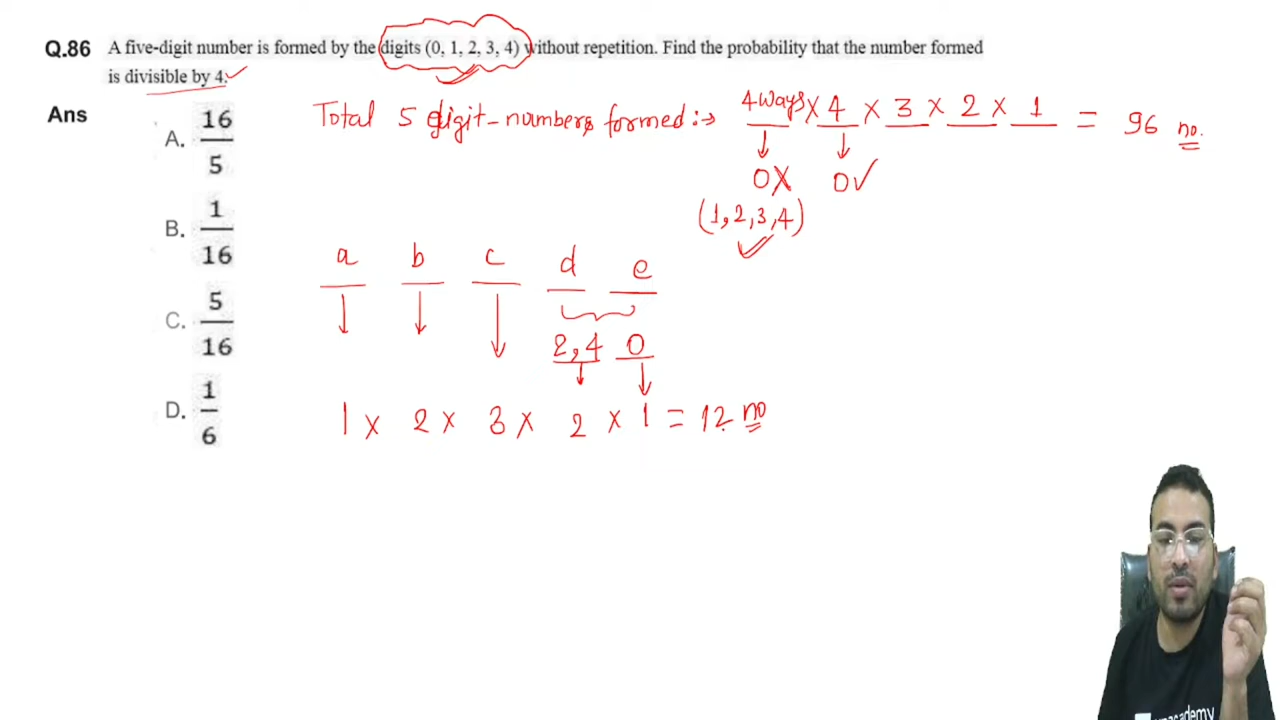 Q.86 A five-digit number is formed by the digits (0, 1, 2, 3, 4) without repetition. Find the probability that the number formed
is divisible by 4.
Ans
A. 16/5
B. 1/16
C. 5/16
D. 1/6
Total 5 digit-numbers formed :→ 4 ways × 4 × 3 × 2 × 1 = 96 no.
0X 0✓
(1,2,3,4)
a b c d e
2,4 0
1 × 2 × 3 × 2 × 1 = 12 no